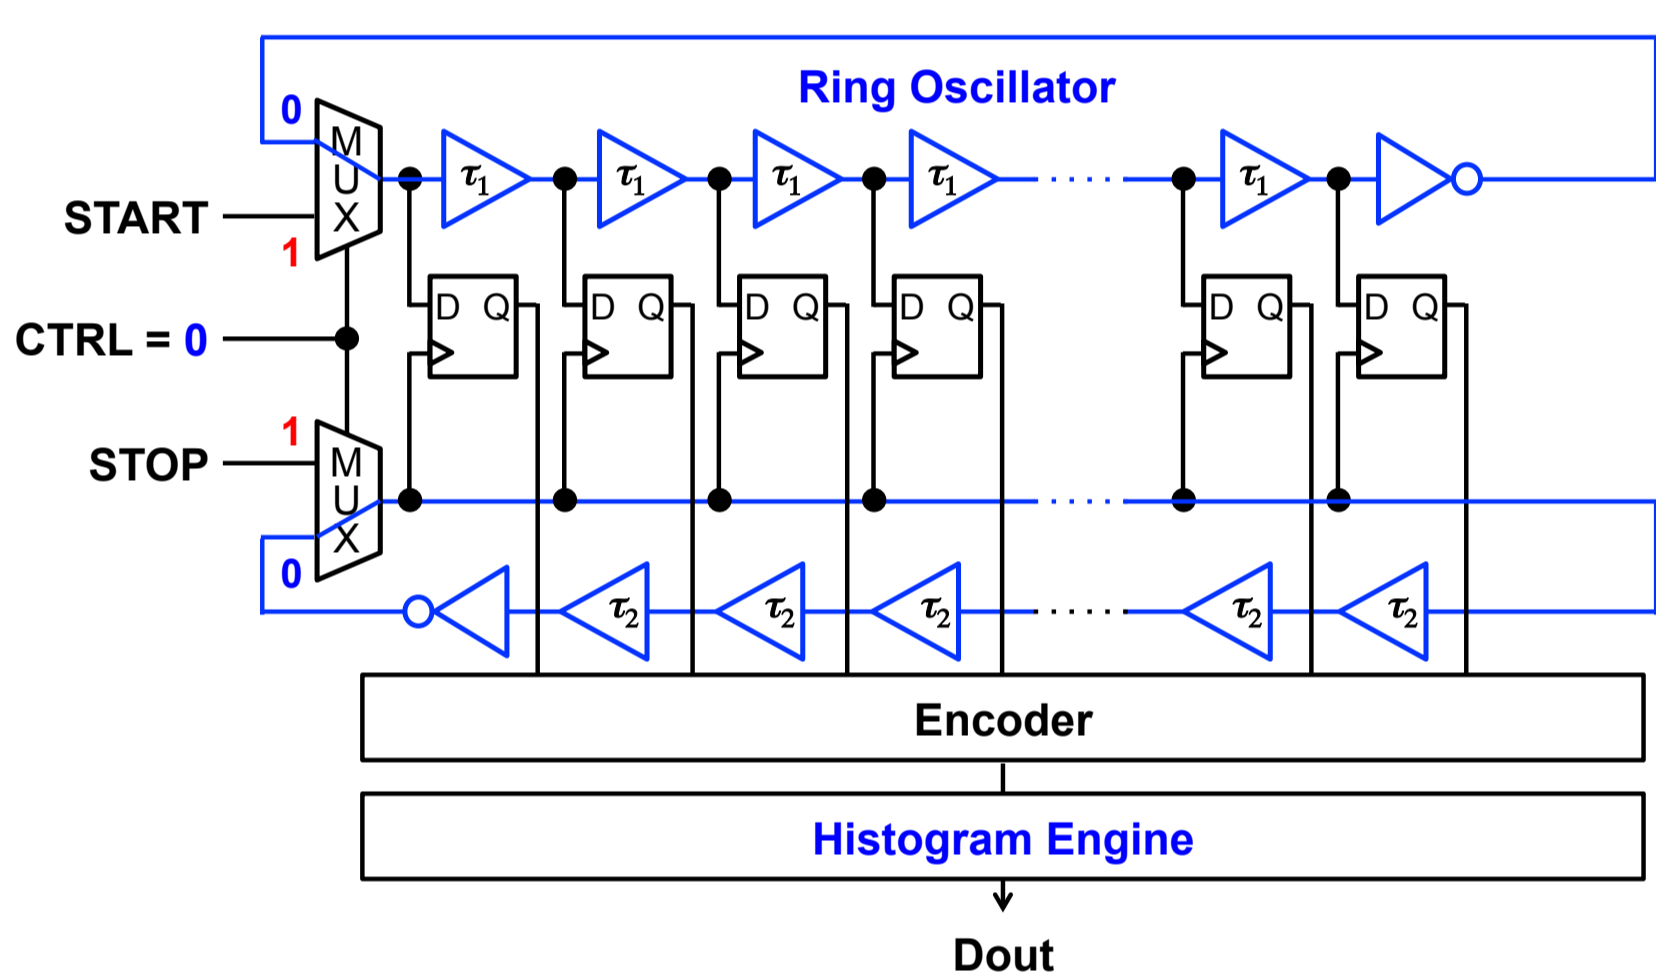 Ring Oscillator
0
M
U
X
τ1 τ1 τ1 τ1 τ1
START
1
D Q D Q D Q D Q D Q D Q
CTRL = 0
1
STOP
M
U
X
0
τ2 τ2 τ2 τ2 τ2
Encoder
Histogram Engine
Dout